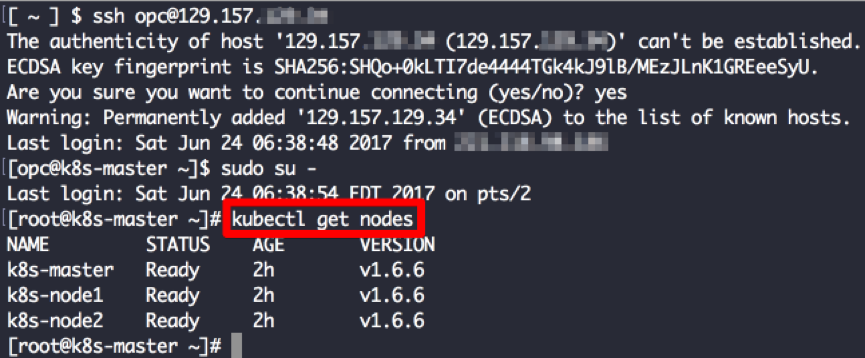 [[ ~ ] $ ssh opc@129.157.
The authenticity of host '129.157. (129.157. )' can't be established.
ECDSA key fingerprint is SHA256:SHQo+0kLTI7de4444TGk4kJ9lB/MEzJLnK1GREeeSyU.
Are you sure you want to continue connecting (yes/no)? yes
Warning: Permanently added '129.157.129.34' (ECDSA) to the list of known hosts.
Last login: Sat Jun 24 06:38:48 2017 from
[[opc@k8s-master ~]$ sudo su -
Last login: Sat Jun 24 06:38:54 EDT 2017 on pts/2
[[root@k8s-master ~]# kubectl get nodes
NAME STATUS AGE VERSION
k8s-master Ready 2h v1.6.6
k8s-node1 Ready 2h v1.6.6
k8s-node2 Ready 2h v1.6.6
[root@k8s-master ~]#